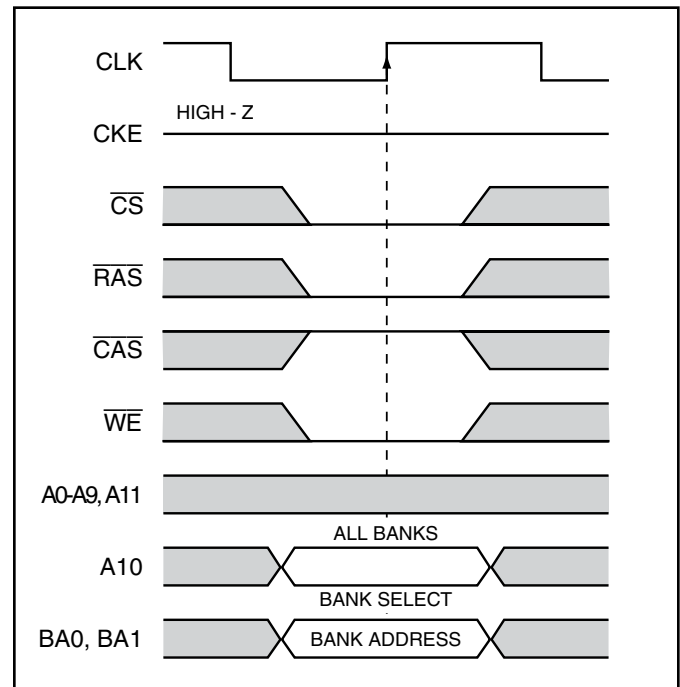 CLK
HIGH - Z
CKE
CS
RAS
CAS
WE
A0-A9, A11
ALL BANKS
A10
BANK SELECT
BA0, BA1
BANK ADDRESS